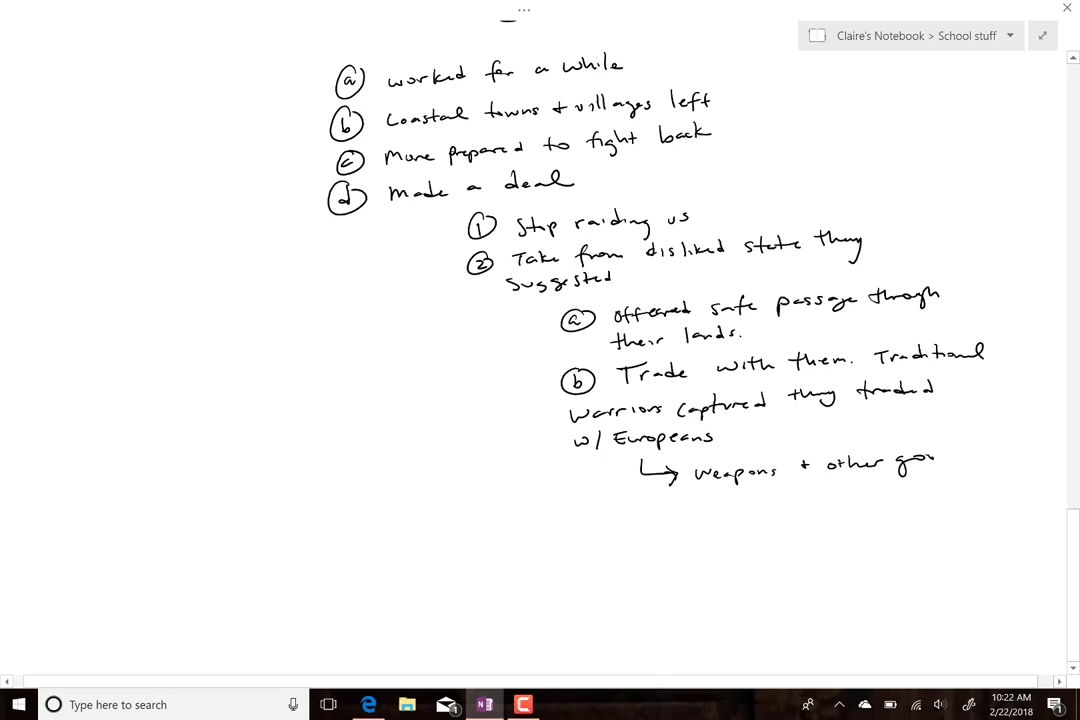 Claire's Notebook > School stuff
a worked for a while
b Coastal towns + villages left
c More prepared to fight back
d Made a deal
1 Stop raiding us
2 Take from disliked state they
suggested
a offered safe passage through
their lands.
b Trade with them. Traditional
warriors captured they traded
w/ Europeans
↳ weapons + other goo
Type here to search
10:22 AM
2/22/2018